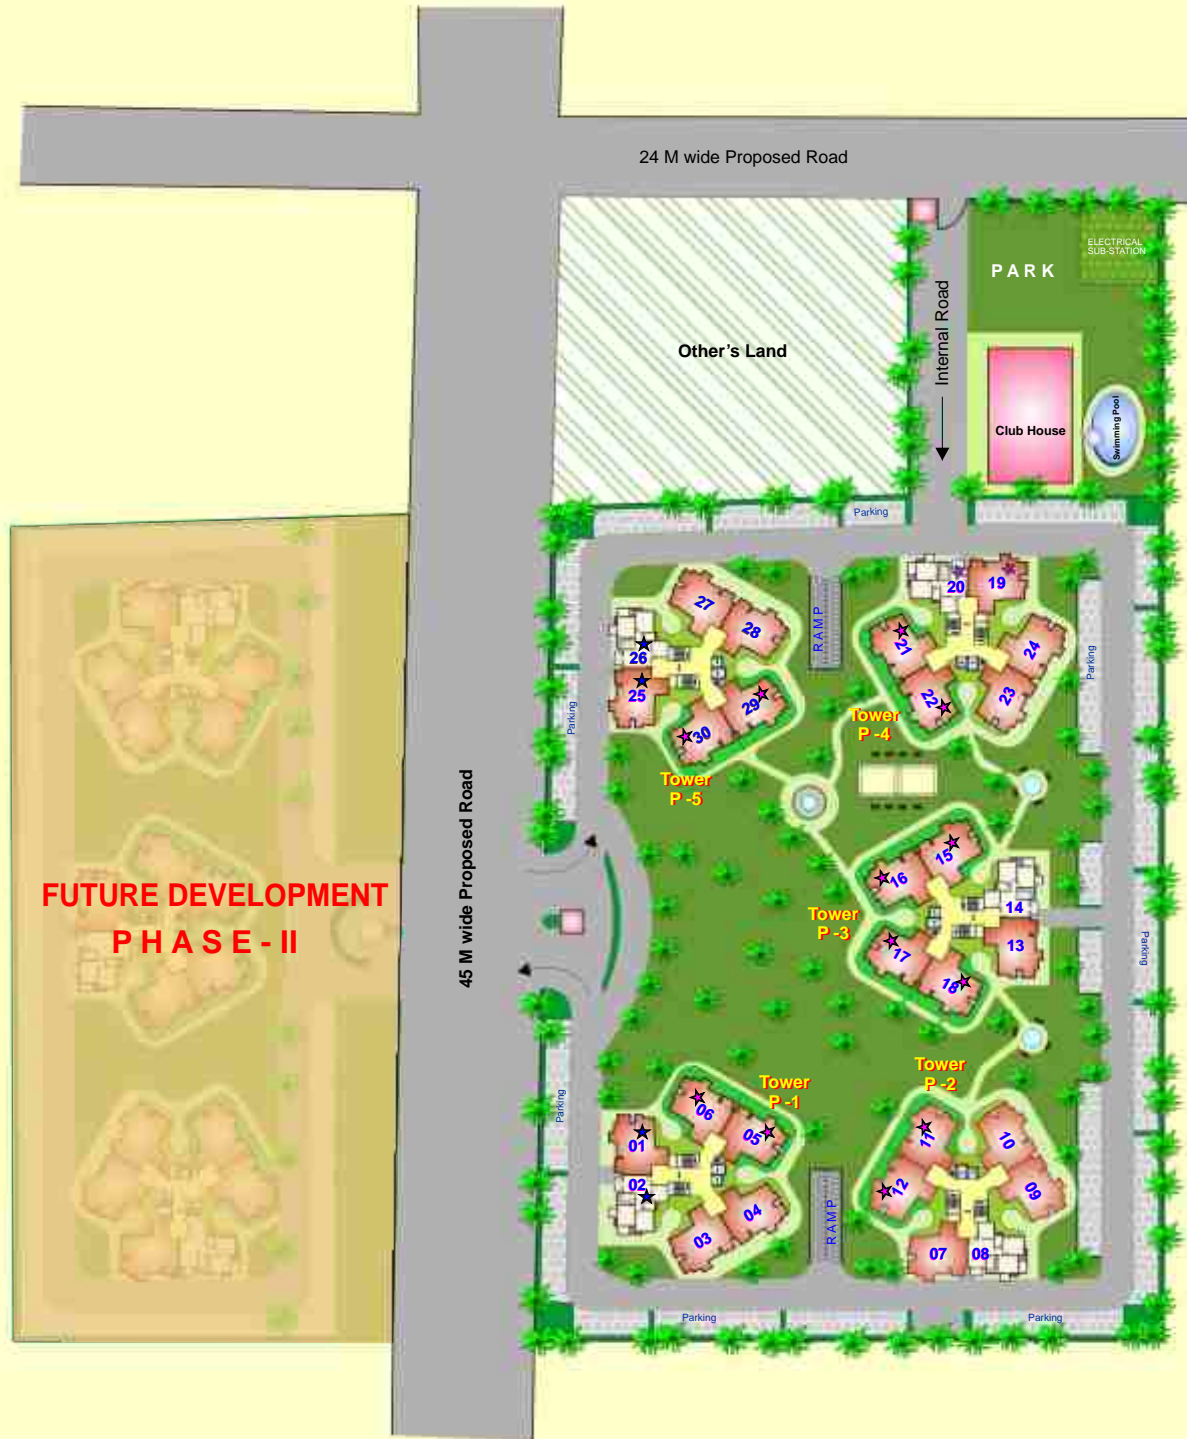 24 M wide Proposed Road
ELECTRICAL
SUB-STATION
PARK
Internal Road
Other's Land
Club House
Swimming Pool
Parking
20
19
27
28
21
24
26
25
29
30
22
23
RAMP
Parking
Parking
Tower
P -4
Tower
P -5
45 M wide Proposed Road
15
16
14
13
17
18
Tower
P -3
Parking
FUTURE DEVELOPMENT
PHASE - II
Tower
P -2
Tower
P -1
06
05
01
02
04
03
11
10
12
09
07
08
RAMP
Parking
Parking
Parking